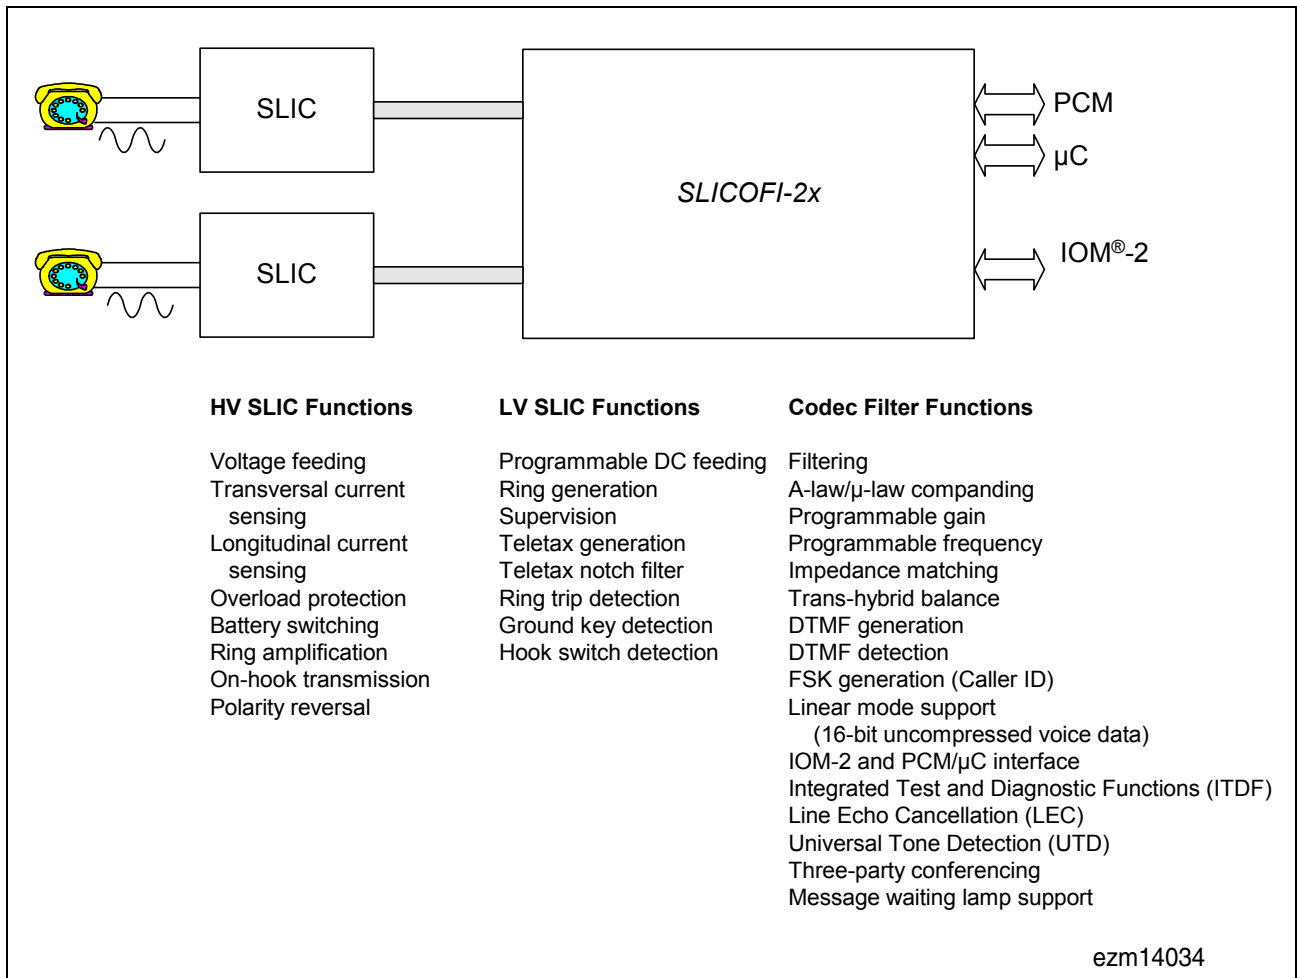 SLIC
PCM
µC
SLICOFI-2x
SLIC
IOM®-2
HV SLIC Functions
Voltage feeding
Transversal current
sensing
Longitudinal current
sensing
Overload protection
Battery switching
Ring amplification
On-hook transmission
Polarity reversal
LV SLIC Functions
Programmable DC feeding
Ring generation
Supervision
Teletax generation
Teletax notch filter
Ring trip detection
Ground key detection
Hook switch detection
Codec Filter Functions
Filtering
A-law/µ-law companding
Programmable gain
Programmable frequency
Impedance matching
Trans-hybrid balance
DTMF generation
DTMF detection
FSK generation (Caller ID)
Linear mode support
(16-bit uncompressed voice data)
IOM-2 and PCM/µC interface
Integrated Test and Diagnostic Functions (ITDF)
Line Echo Cancellation (LEC)
Universal Tone Detection (UTD)
Three-party conferencing
Message waiting lamp support
ezm14034